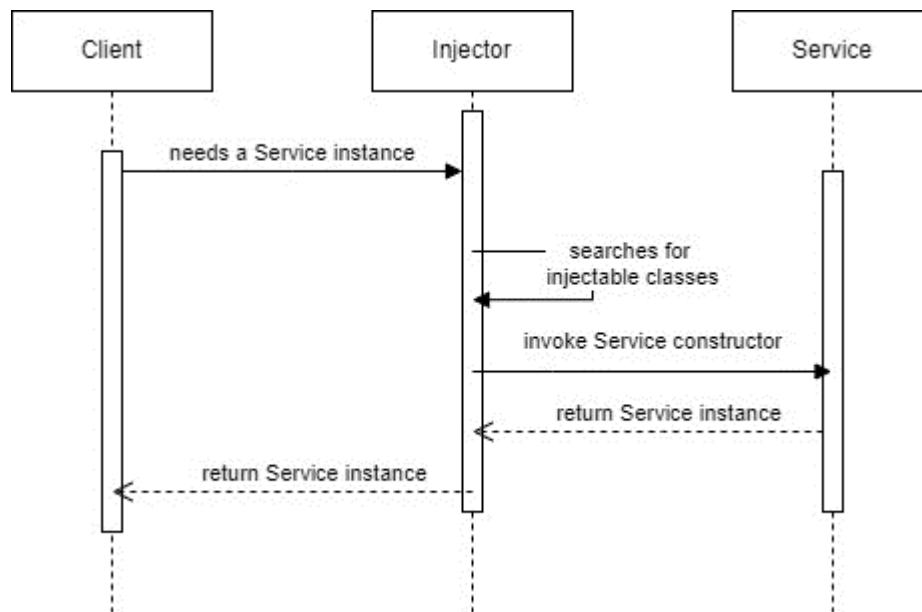 Client
Injector
Service
needs a Service instance
searches for
injectable classes
invoke Service constructor
return Service instance
return Service instance